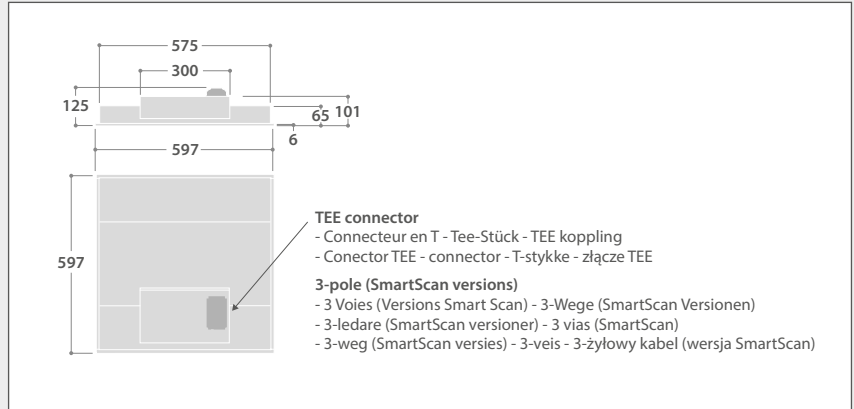 575
300
125
65 101
6
597
597
TEE connector
- Connecteur en T - Tee-Stück - TEE koppling
- Conector TEE - connector - T-stykke - złącze TEE
3-pole (SmartScan versions)
- 3 Voies (Versions Smart Scan) - 3-Wege (SmartScan Versionen)
- 3-ledare (SmartScan versioner) - 3 vias (SmartScan)
- 3-weg (SmartScan versies) - 3-veis - 3-żyłowy kabel (wersja SmartScan)